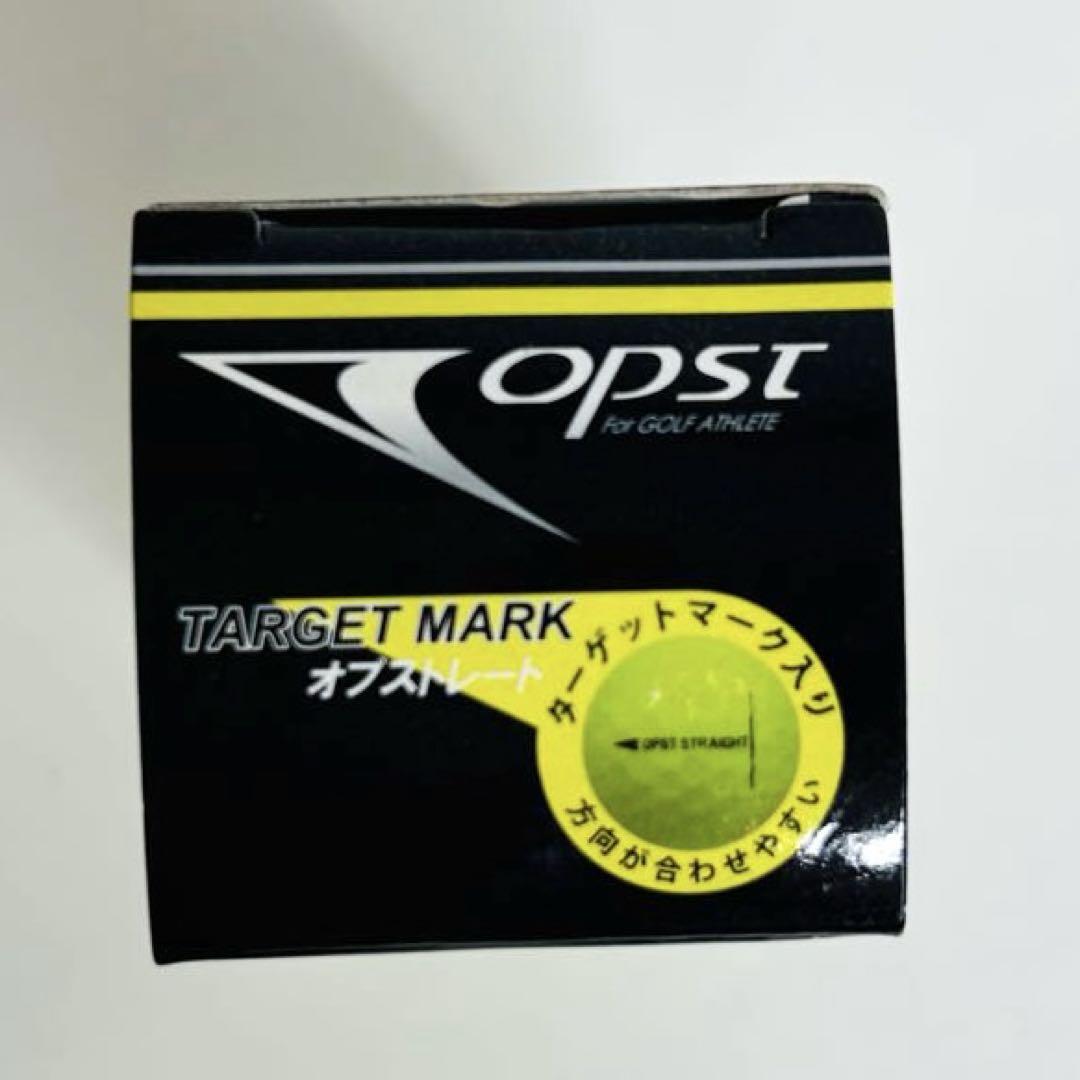 opst
For GOLF ATHLETE
TARGET MARK
オプストレート
ターゲットマーク入り
OPST STRAIGHT
方向が合わせやすい